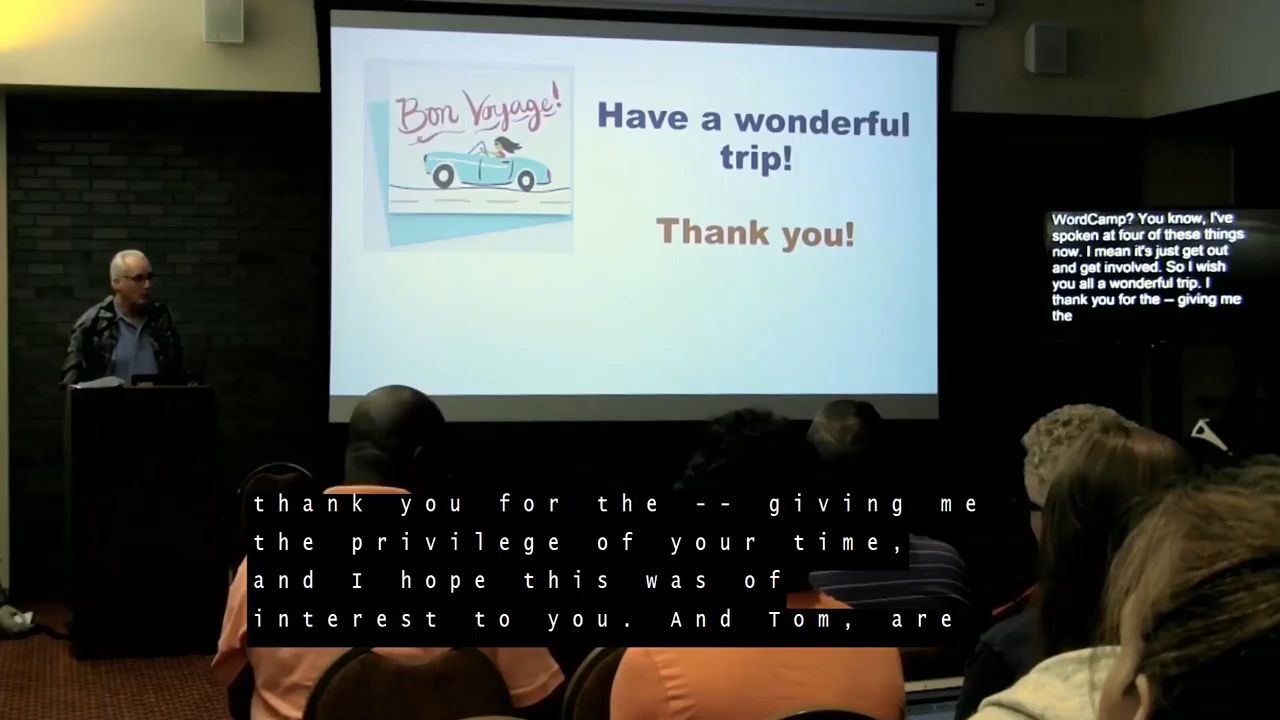 Bon Voyage!
Have a wonderful
trip!
Thank you!
WordCamp? You know, I've
spoken at four of these things
now. I mean it's just get out
and get involved. So I wish
you all a wonderful trip. I
thank you for the -- giving me
the
thank you for the -- giving me
the privilege of your time,
and I hope this was of
interest to you. And Tom, are